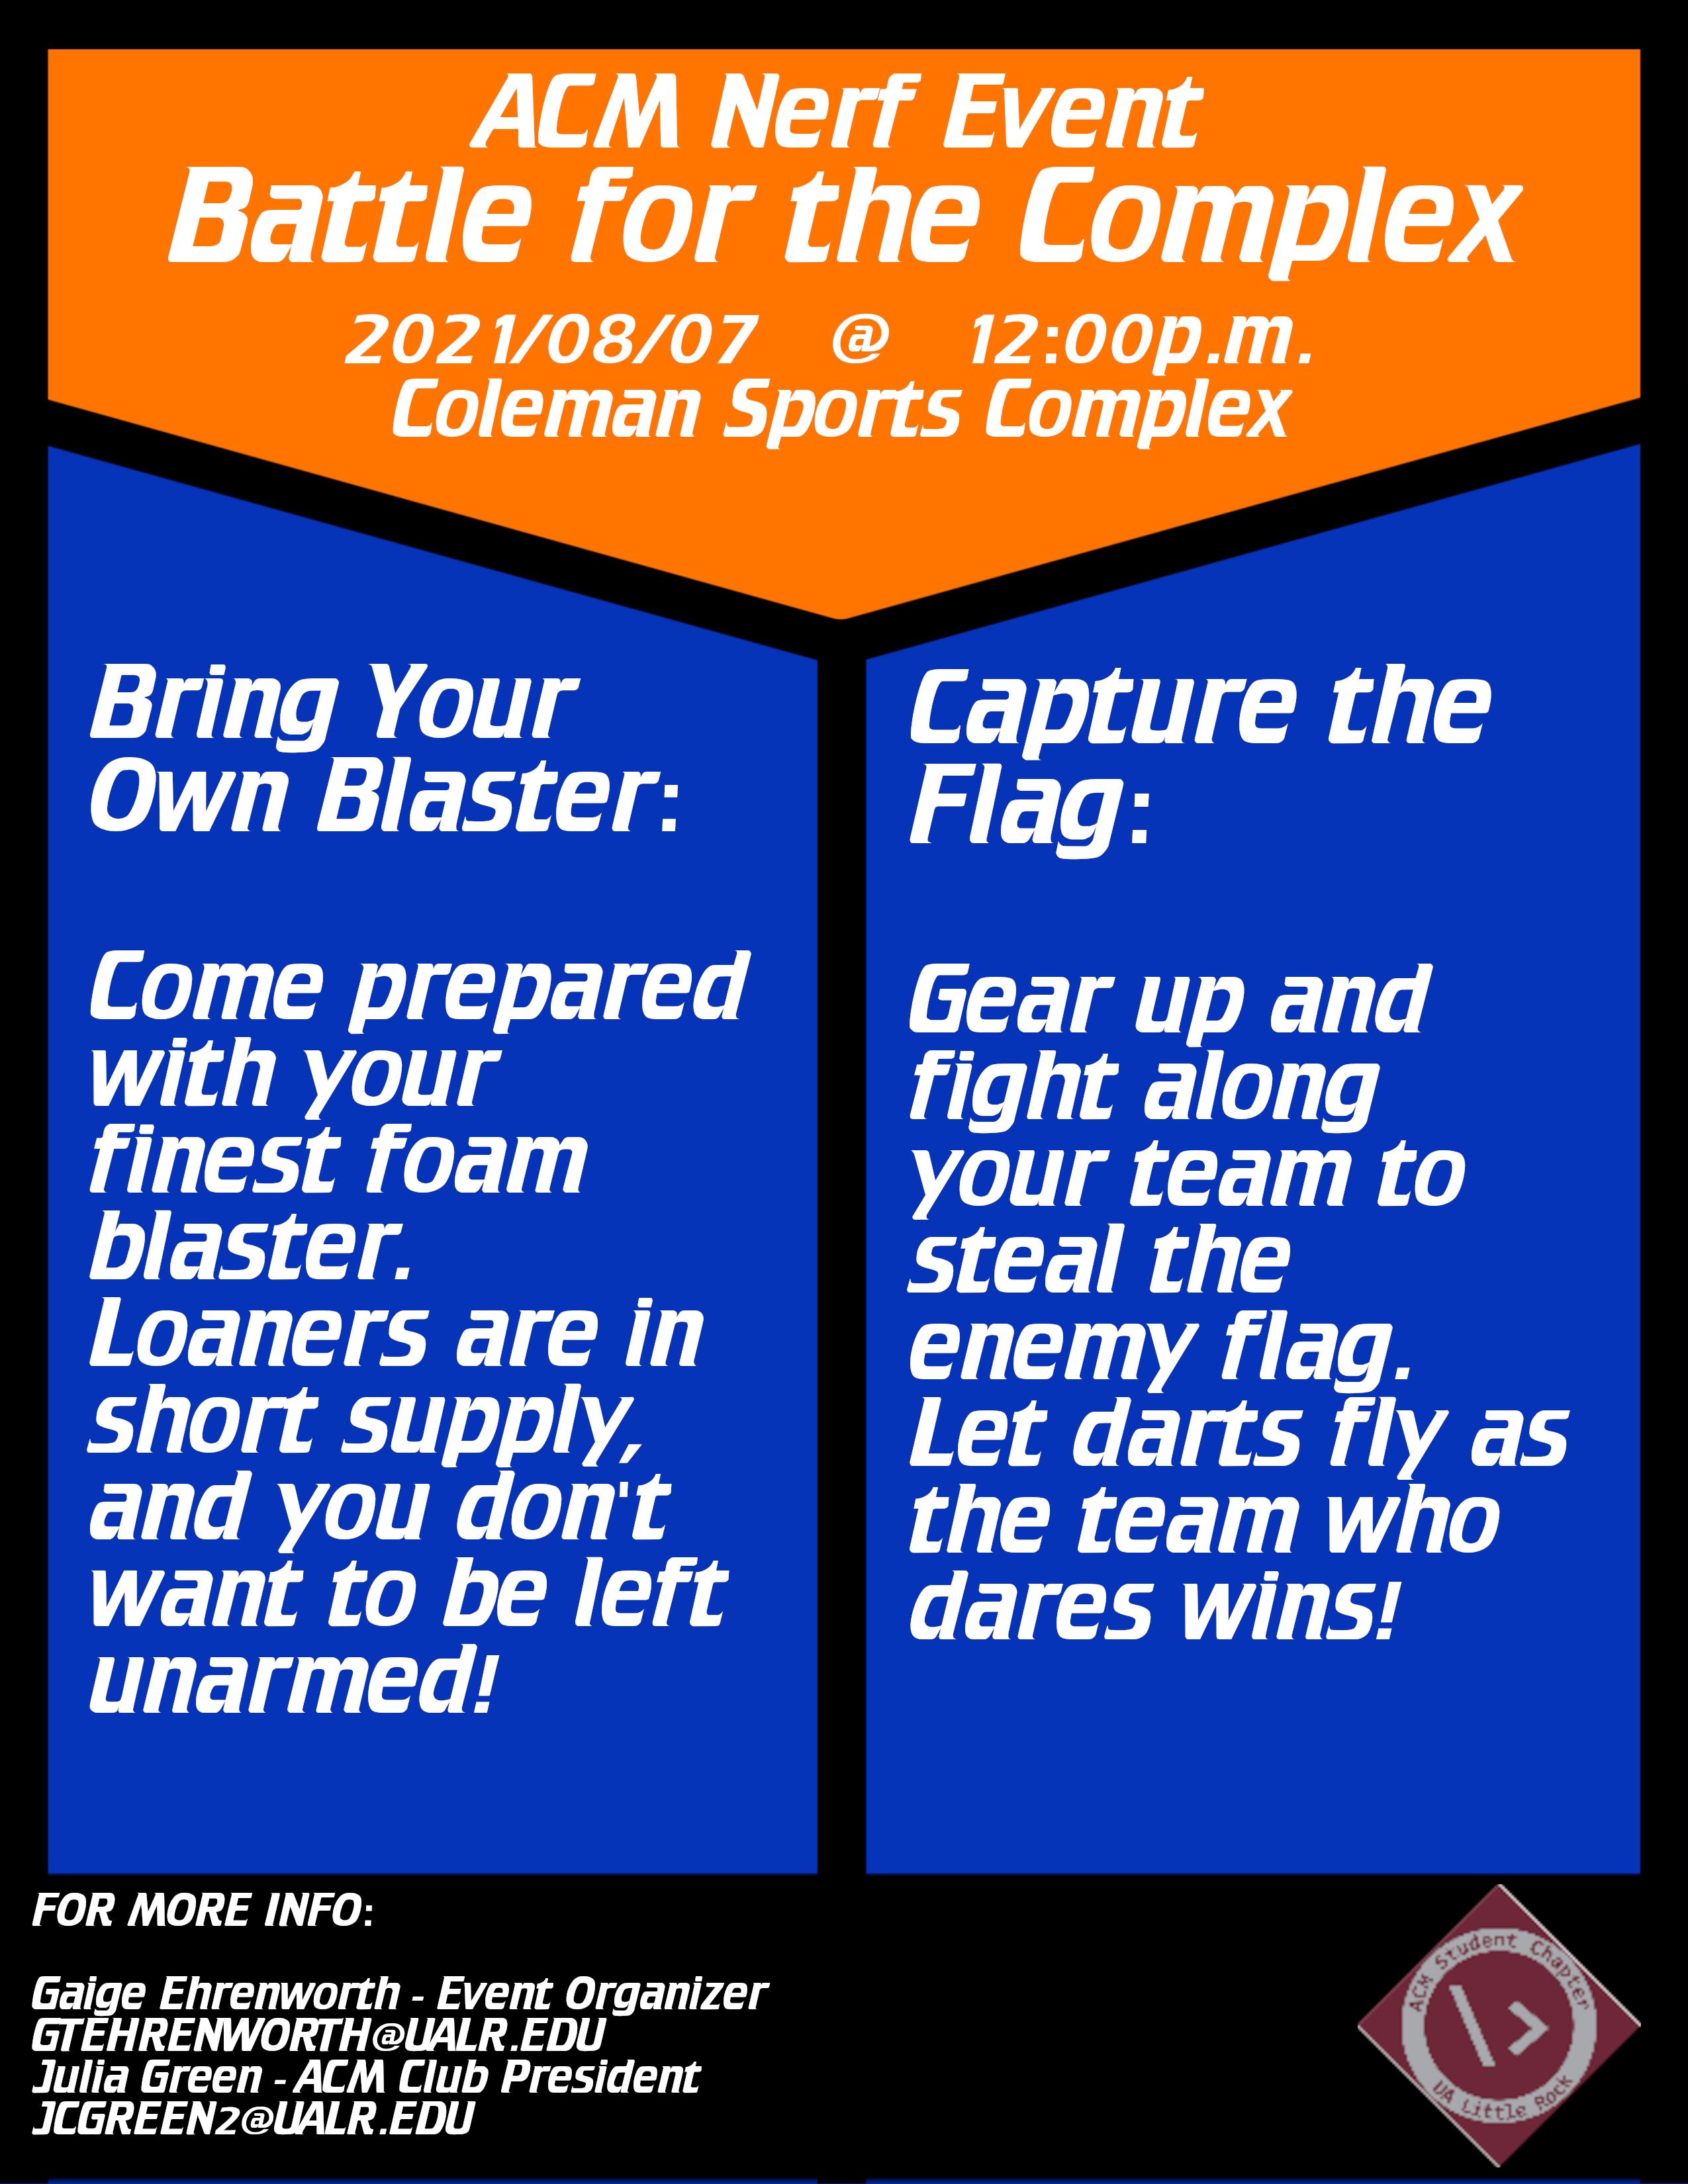 ACM Nerf Event
Battle for the Complex
2021/08/07 @ 12:00p.m.
Coleman Sports Complex
Bring Your
Own Blaster:
Come prepared
with your
finest foam
blaster.
Loaners are in
short supply,
and you don't
want to be left
unarmed!
Capture the
Flag:
Gear up and
fight along
your team to
steal the
enemy flag.
Let darts fly as
the team who
dares wins!
FOR MORE INFO:
Gaige Ehrenworth - Event Organizer
GTEHRENWORTH@UALR.EDU
Julia Green - ACM Club President
JCGREEN2@UALR.EDU
ACM Student Chapter
\>
UA Little Rock